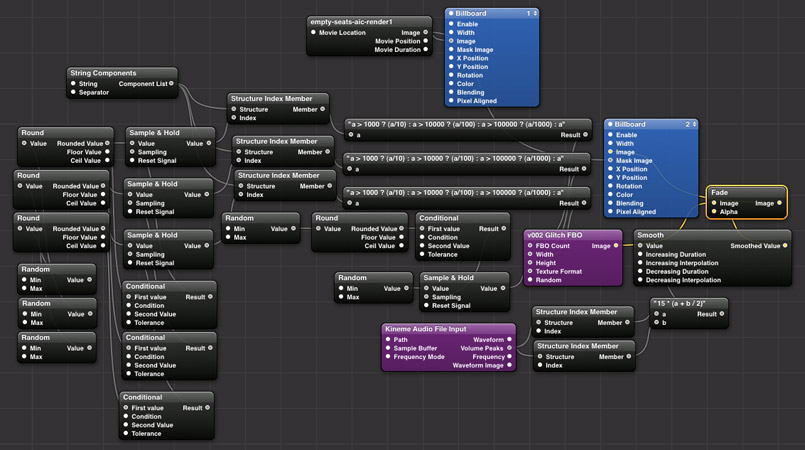 empty-seats-aic-render1
Movie Location Image
Movie Position
Movie Duration
Billboard 1
Enable
Width
Image
Mask Image
X Position
Y Position
Rotation
Color
Blending
Pixel Aligned
String Components
String Component List
Separator
Structure Index Member
Structure Member
Index
Structure Index Member
Structure Member
Index
Structure Index Member
Structure Member
Index
"a > 1000 ? (a/10) : a > 10000 ? (a/100) : a > 100000 ? (a/1000) : a"
a Result
"a > 1000 ? (a/10) : a > 10000 ? (a/100) : a > 100000 ? (a/1000) : a"
a Result
"a > 1000 ? (a/10) : a > 10000 ? (a/100) : a > 100000 ? (a/1000) : a"
a Result
Billboard 2
Enable
Width
Image
Mask Image
X Position
Y Position
Rotation
Color
Blending
Pixel Aligned
Round
Value Rounded Value
Floor Value
Ceil Value
Round
Value Rounded Value
Floor Value
Ceil Value
Round
Value Rounded Value
Floor Value
Ceil Value
Sample & Hold
Value Value
Sampling
Reset Signal
Sample & Hold
Value Value
Sampling
Reset Signal
Sample & Hold
Value Value
Sampling
Reset Signal
Random
Min Value
Max
Round
Value Rounded Value
Floor Value
Ceil Value
Conditional
First value Result
Condition
Second Value
Tolerance
v002 Glitch FBO
FBO Count Image
Width
Height
Texture Format
Random
Fade
Image Image
Alpha
Smooth
Value Smoothed Value
Increasing Duration
Increasing Interpolation
Decreasing Duration
Decreasing Interpolation
Random
Min Value
Max
Random
Min Value
Max
Random
Min Value
Max
Conditional
First value Result
Condition
Second Value
Tolerance
Conditional
First value Result
Condition
Second Value
Tolerance
Conditional
First value Result
Condition
Second Value
Tolerance
Random
Min Value
Max
Sample & Hold
Value Value
Sampling
Reset Signal
Kineme Audio File Input
Path Waveform
Sample Buffer Volume Peaks
Frequency Mode Frequency
Waveform Image
Structure Index Member
Structure Member
Index
Structure Index Member
Structure Member
Index
"15 * (a + b / 2)"
a Result
b